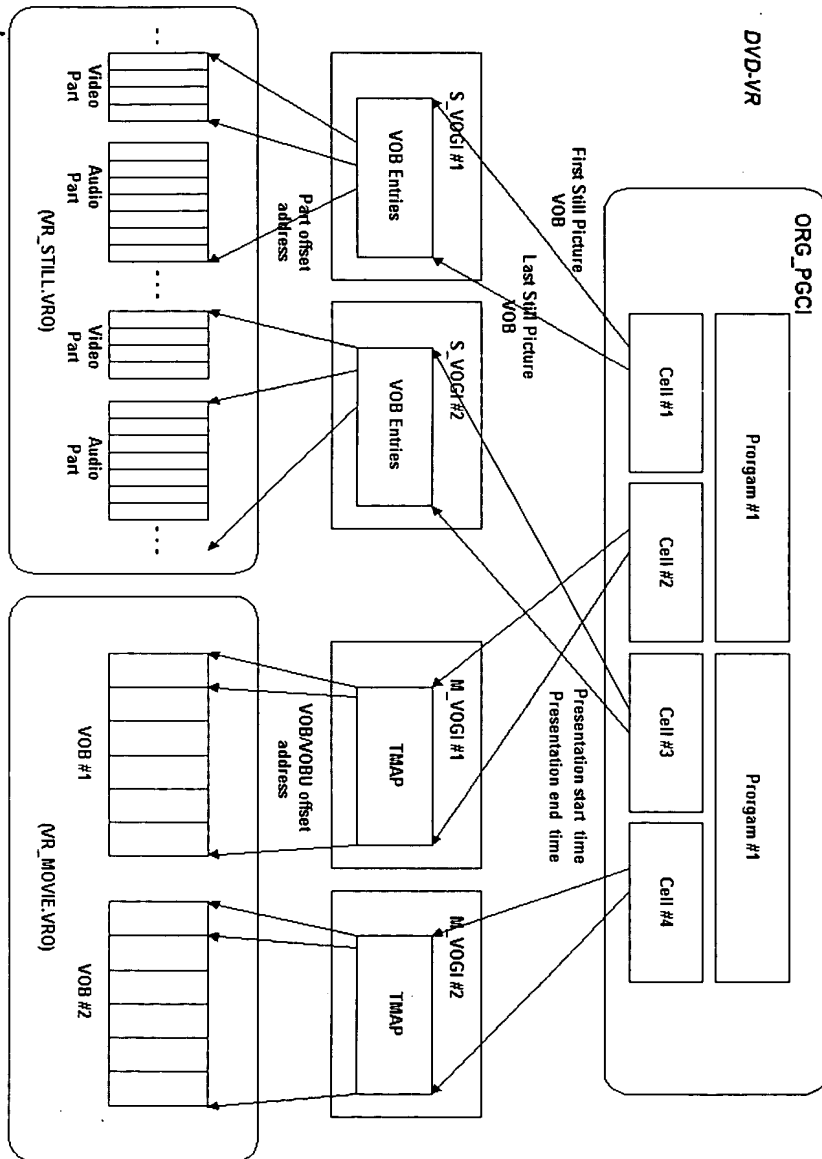 DVD-VR
ORG_PGCI
Prorgam #1
Prorgam #1
Cell #1
Cell #2
Cell #3
Cell #4
First Still Picture
VOB
Last Still Picture
VOB
Presentation start time
Presentation end time
S_VOGI #1
VOB Entries
S_VOGI #2
VOB Entries
M_VOGI #1
TMAP
M_VOGI #2
TMAP
Part offset
address
VOB/VOBU offset
address
...
Video
Part
Audio
Part
...
Video
Part
Audio
Part
...
(VR_STILL.VRO)
VOB #1
VOB #2
(VR_MOVIE.VRO)